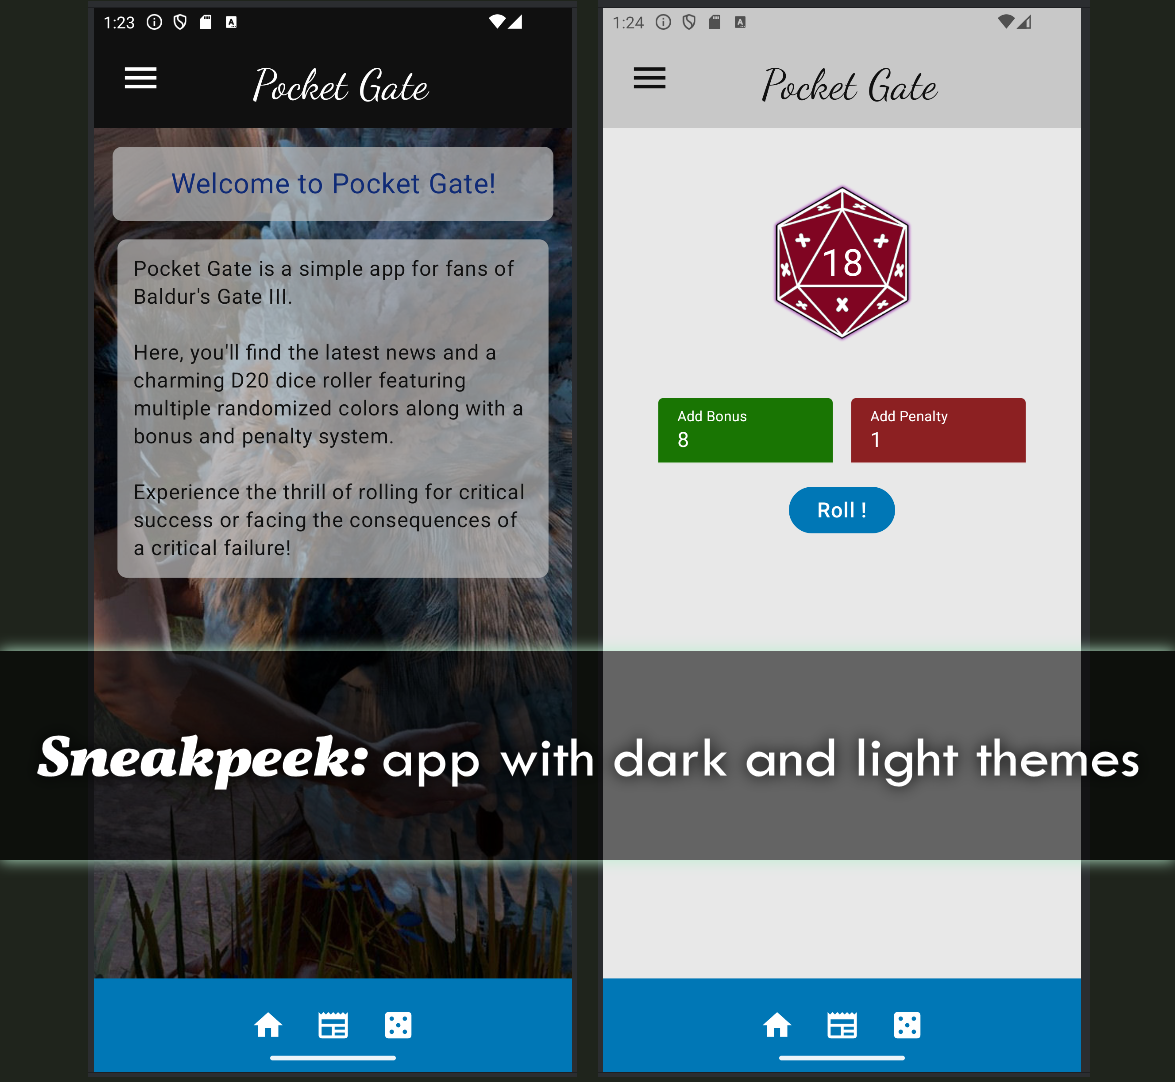 1:23
Pocket Gate
Welcome to Pocket Gate!
Pocket Gate is a simple app for fans of
Baldur's Gate III.
Here, you'll find the latest news and a
charming D20 dice roller featuring
multiple randomized colors along with a
bonus and penalty system.
Experience the thrill of rolling for critical
success or facing the consequences of
a critical failure!
1:24
Pocket Gate
18
Add Bonus
8
Add Penalty
1
Roll !
Sneakpeek: app with dark and light themes